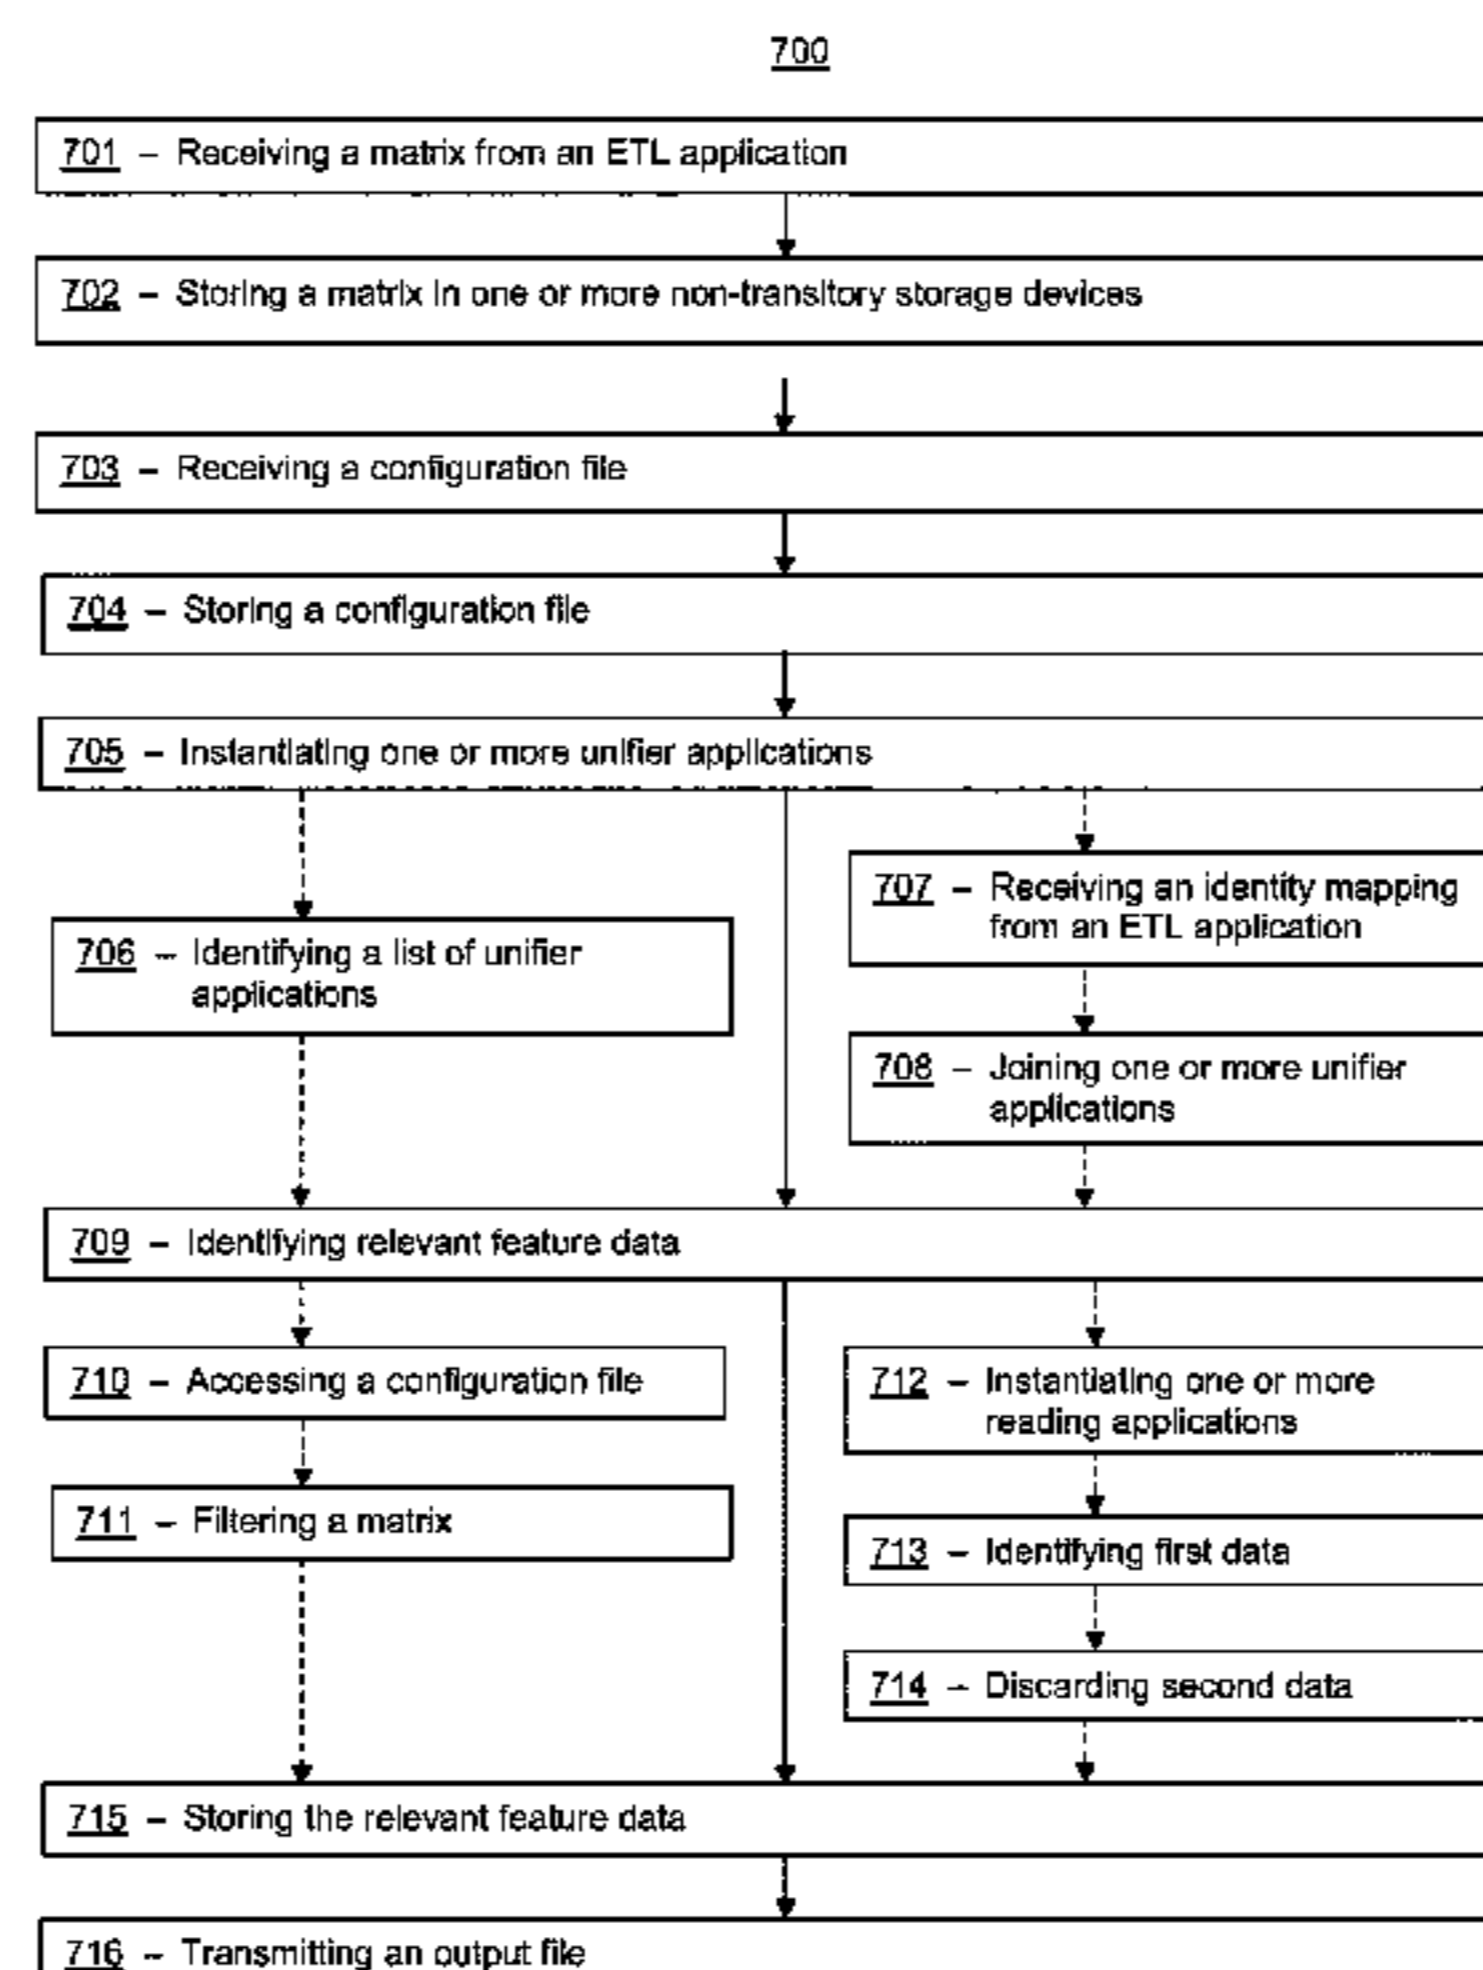 700
701 – Receiving a matrix from an ETL application
702 – Storing a matrix in one or more non-transitory storage devices
703 – Receiving a configuration file
704 – Storing a configuration file
705 – Instantiating one or more unifier applications
706 – Identifying a list of unifier
applications
707 – Receiving an identity mapping
from an ETL application
708 – Joining one or more unifier
applications
709 – Identifying relevant feature data
710 – Accessing a configuration file
711 – Filtering a matrix
712 – Instantiating one or more
reading applications
713 – Identifying first data
714 – Discarding second data
715 – Storing the relevant feature data
716 – Transmitting an output file